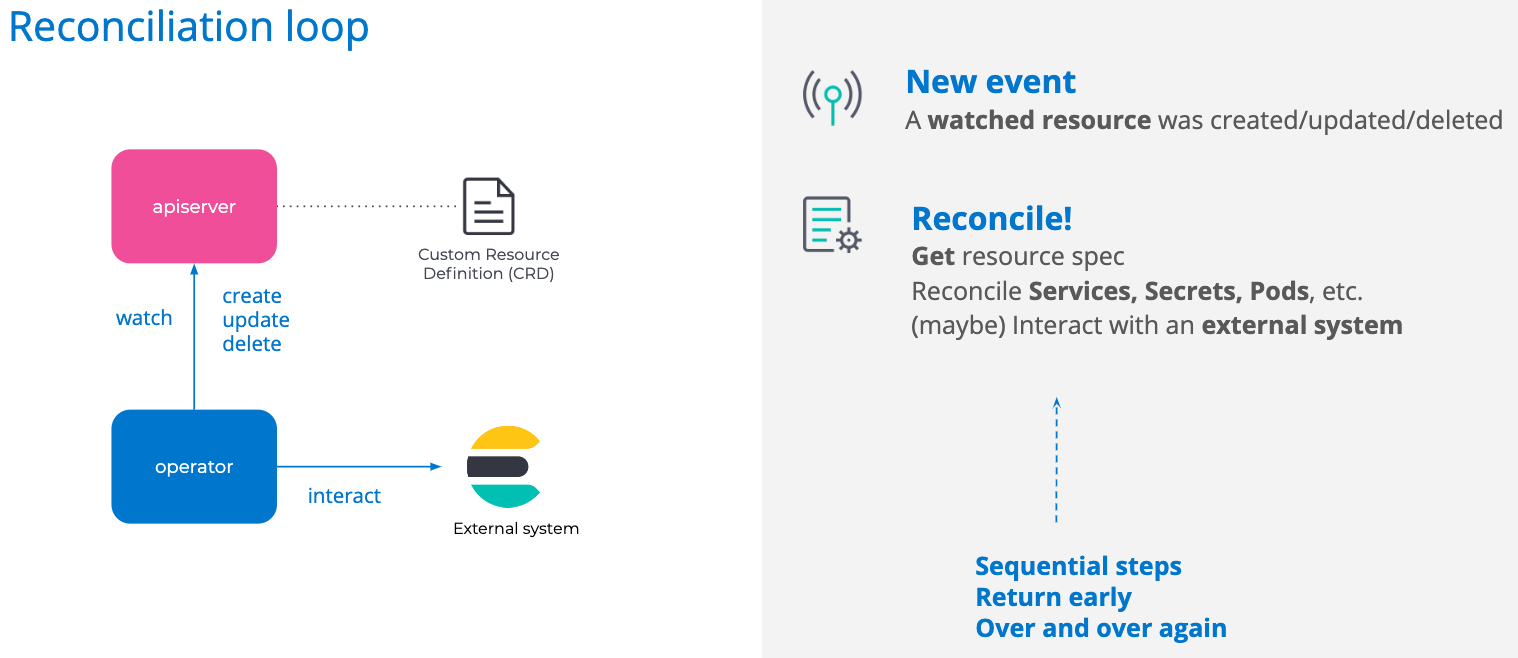 Reconciliation loop
apiserver
Custom Resource
Definition (CRD)
watch
create
update
delete
operator
interact
External system
New event
A watched resource was created/updated/deleted
Reconcile!
Get resource spec
Reconcile Services, Secrets, Pods, etc.
(maybe) Interact with an external system
Sequential steps
Return early
Over and over again